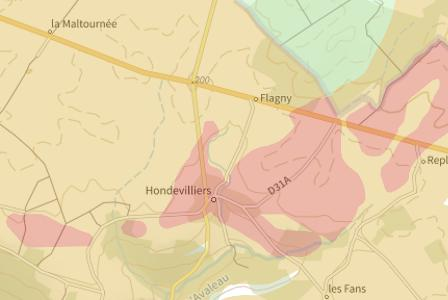 la Maltournée
200
Flagny
Repl
Hondevilliers
D31A
l'Avaleau
les Fans